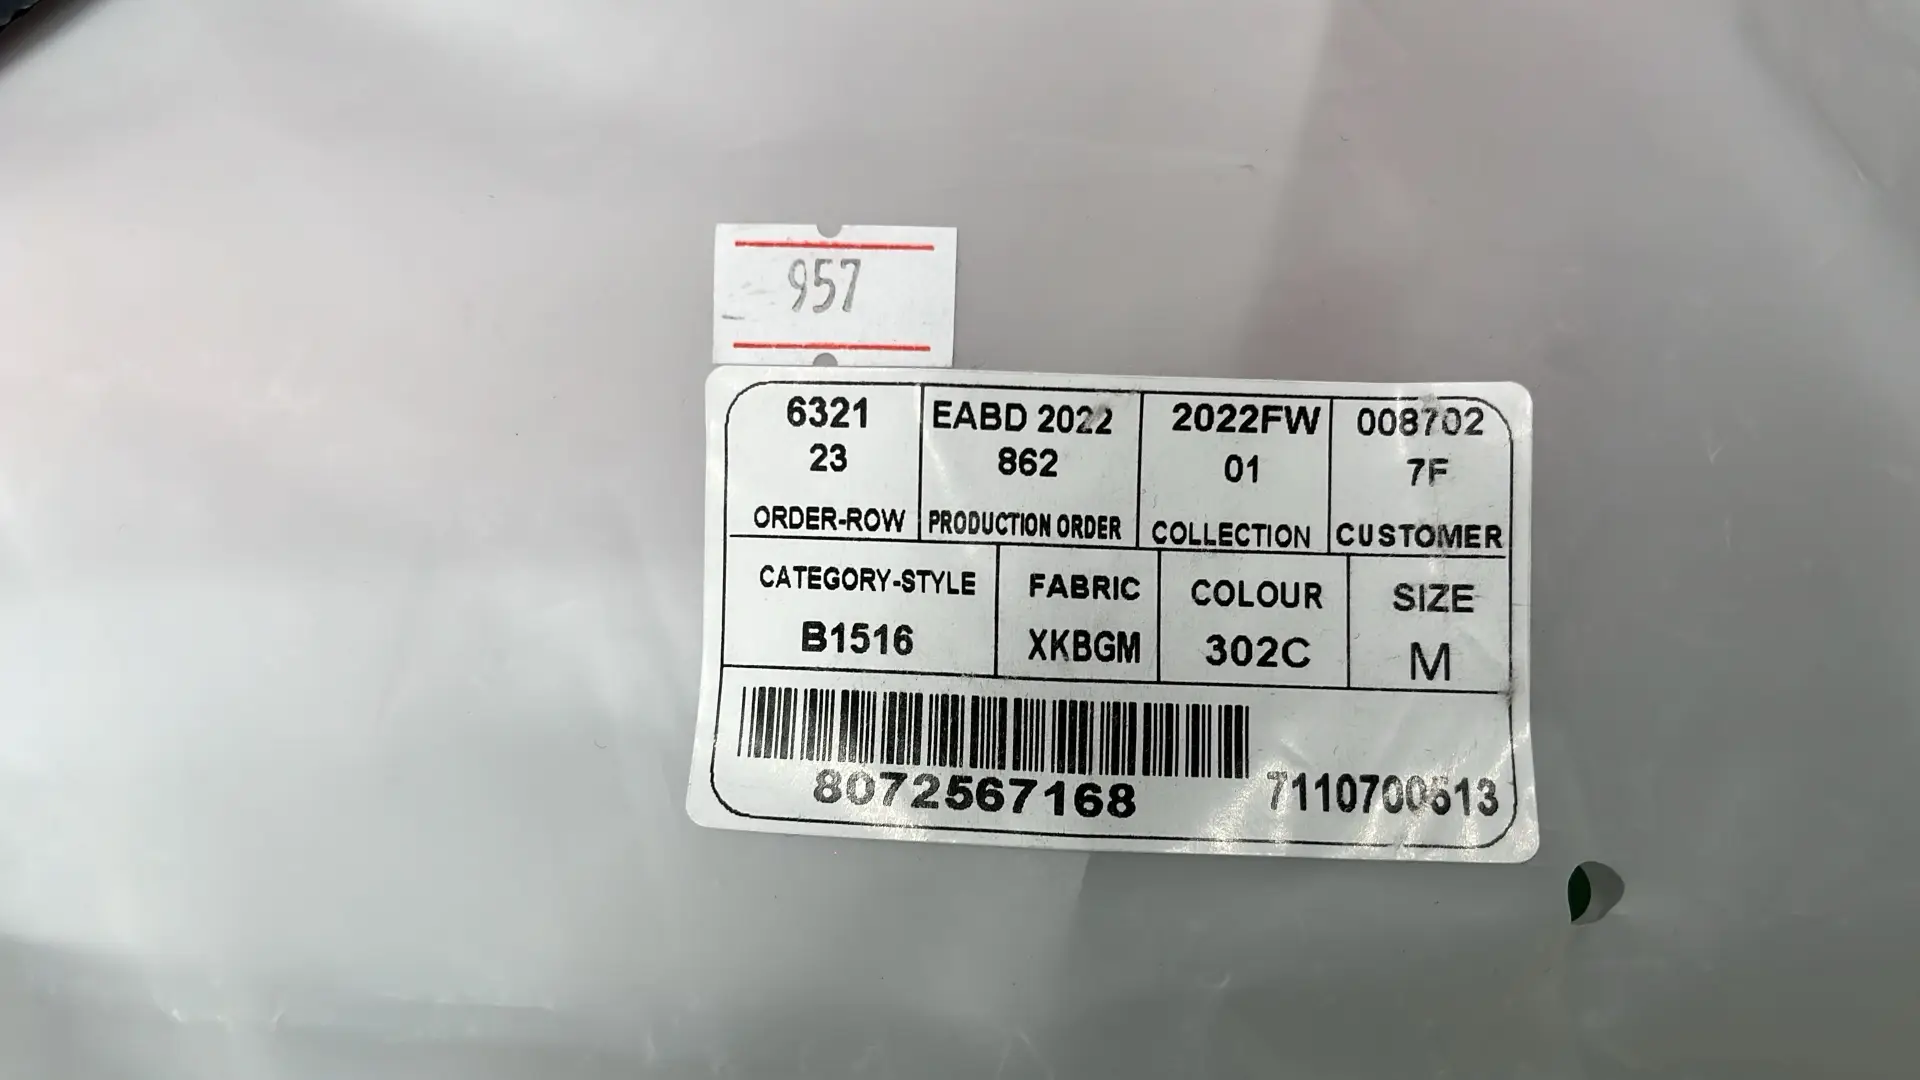 957
6321 EABD 2022 2022FW 008702
23 862 01 7F
ORDER-ROW PRODUCTION ORDER COLLECTION CUSTOMER
CATEGORY-STYLE FABRIC COLOUR SIZE
B1516 XKBGM 302C M
8072567168 7110700513